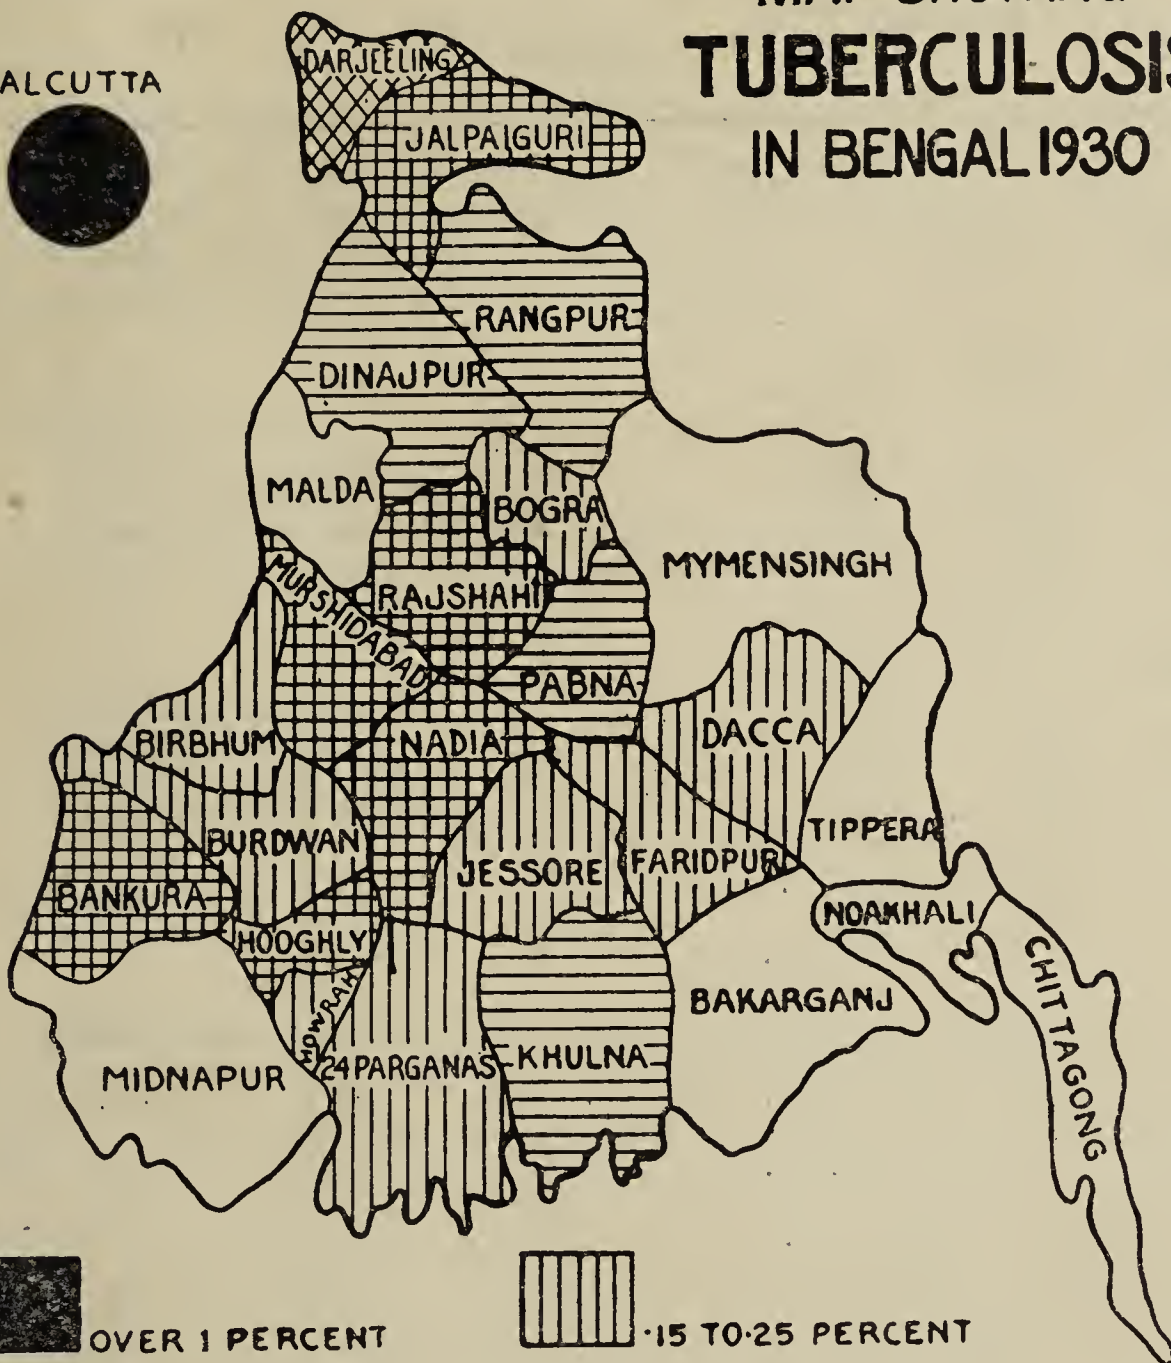 TUBERCULOSIS
IN BENGAL 1930
ALCUTTA
DARJEELING
JALPAIGURI
RANGPUR
DINAJPUR
MALDA
BOGRA
MYMENSINGH
MURSHIDABAD
RAJSHAHI
PABNA
BIRBHUM
NADIA
DACCA
BURDWAN
TIPPERA
JESSORE
FARIDPUR
BANKURA
NOAKHALI
HOOGHLY
HOWRAH
CHITTAGONG
BAKARGANJ
MIDNAPUR
24 PARGANAS
KHULNA
OVER 1 PERCENT
·15 TO ·25 PERCENT